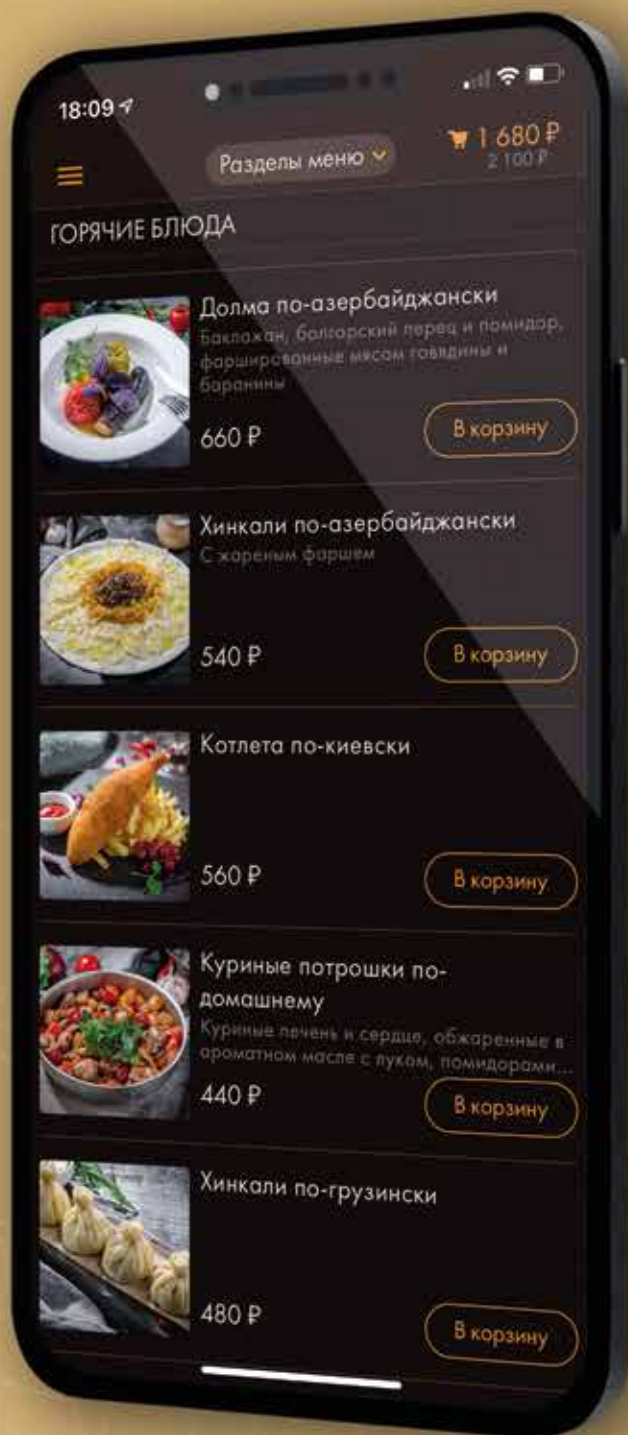 18:09
Разделы меню
1 680 ₽
2 100 ₽
ГОРЯЧИЕ БЛЮДА
Долма по-азербайджански
Баклажан, болгарский перец и помидор,
фаршированные мясом говядины и
баранины
660 ₽
В корзину
Хинкали по-азербайджански
С жареным фаршем
540 ₽
В корзину
Котлета по-киевски
560 ₽
В корзину
Куриные потрошки по-
домашнему
Куриные печень и сердце, обжаренные в
ароматном масле с луком, помидорами...
440 ₽
В корзину
Хинкали по-грузински
480 ₽
В корзину